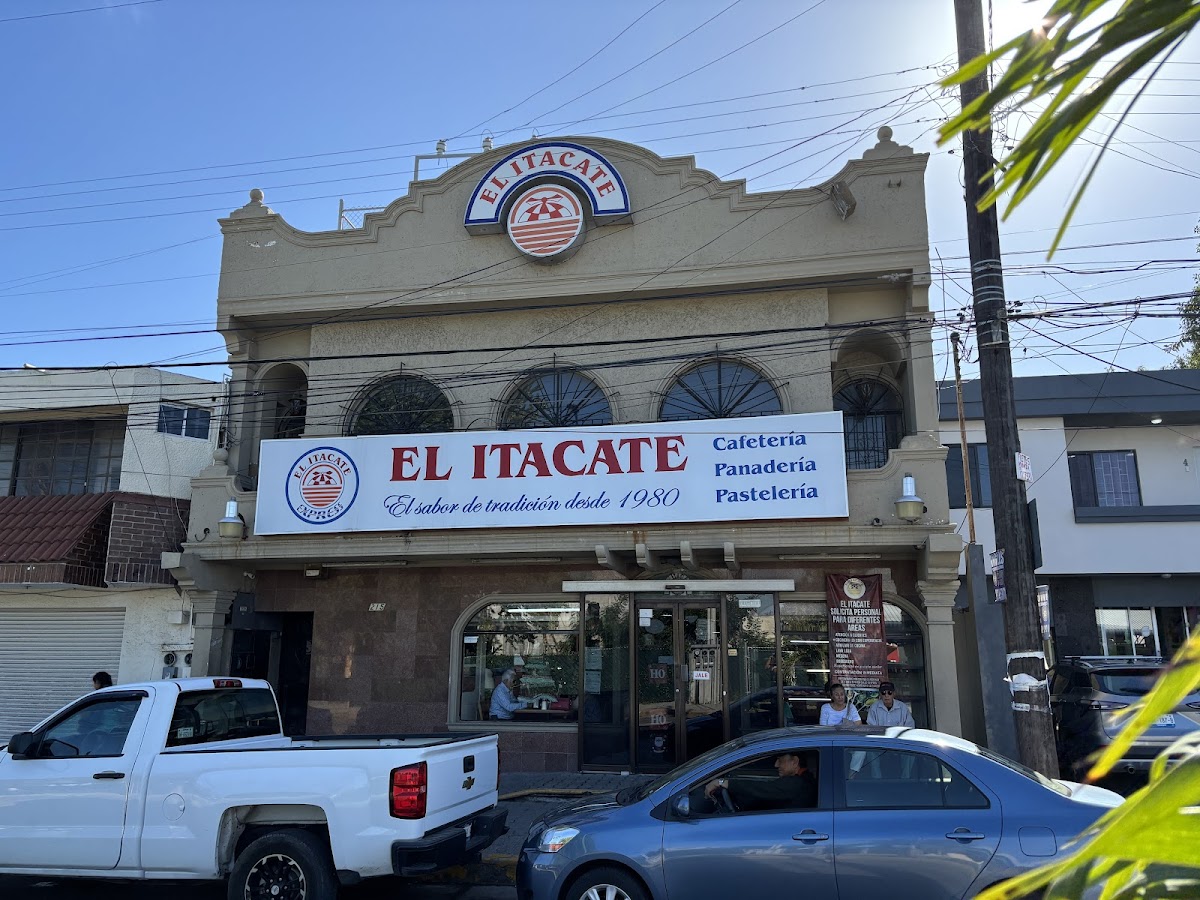 EL ITACATE
EL ITACATE
EXPRESS
EL ITACATE
El sabor de tradición desde 1980
Cafetería
Panadería
Pastelería
215
EL ITACATE
SOLICITA PERSONAL
PARA DIFERENTES
AREAS
JALE